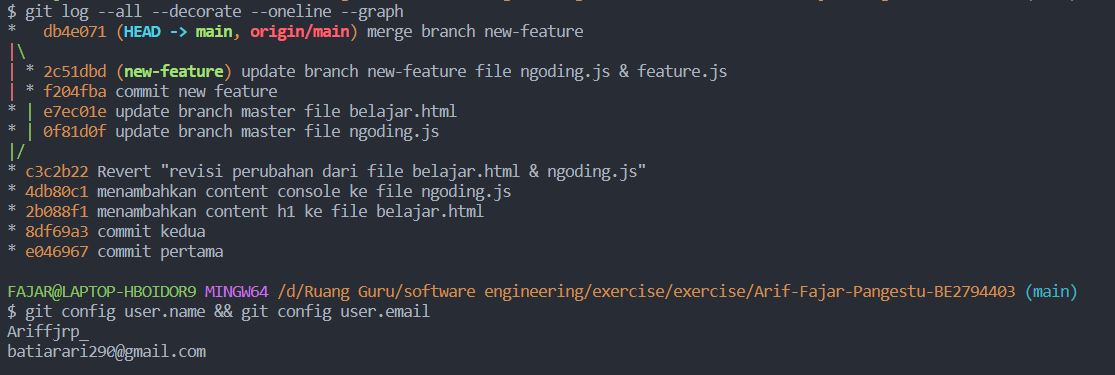 $ git log --all --decorate --oneline --graph
*   db4e071 (HEAD -> main, origin/main) merge branch new-feature
|\
| * 2c51dbd (new-feature) update branch new-feature file ngoding.js & feature.js
| * f204fba commit new feature
* | e7ec01e update branch master file belajar.html
* | 0f81d0f update branch master file ngoding.js
|/
* c3c2b22 Revert "revisi perubahan dari file belajar.html & ngoding.js"
* 4db80c1 menambahkan content console ke file ngoding.js
* 2b088f1 menambahkan content h1 ke file belajar.html
* 8df69a3 commit kedua
* e046967 commit pertama
FAJAR@LAPTOP-HBOIDOR9 MINGW64 /d/Ruang Guru/software engineering/exercise/exercise/Arif-Fajar-Pangestu-BE2794403 (main)
$ git config user.name && git config user.email
Ariffjrp_
batiarari290@gmail.com